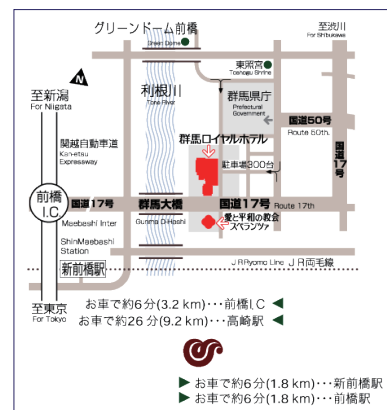 グリーンドーム前橋
Green Dome
至渋川
For Shibukawa
東照宮
Toshogu Shrine
N
至新潟
For Niigata
利根川
Tone River
群馬県庁
Prefectural
Government
国道50号
Route 50th.
国道17号
関越自動車道
Kan-etsu
Expressway
群馬ロイヤルホテル
駐車場300台
前橋
I.C
国道17号
群馬大橋
国道17号
Route 17th
Maebashi Inter
Gunma Oh-Hashi
愛と平和の教会
スペランツァ
ShinMaebashi
Station
新前橋駅
JR Ryomo Line
JR両毛線
至東京
For Tokyo
お車で約6分(3.2 km)･･･前橋I,C ◀
お車で約26分(9.2 km)･･･高崎駅 ◀
▶ お車で約6分(1.8 km)･･･新前橋駅
▶ お車で約6分(1.8 km)･･･前橋駅